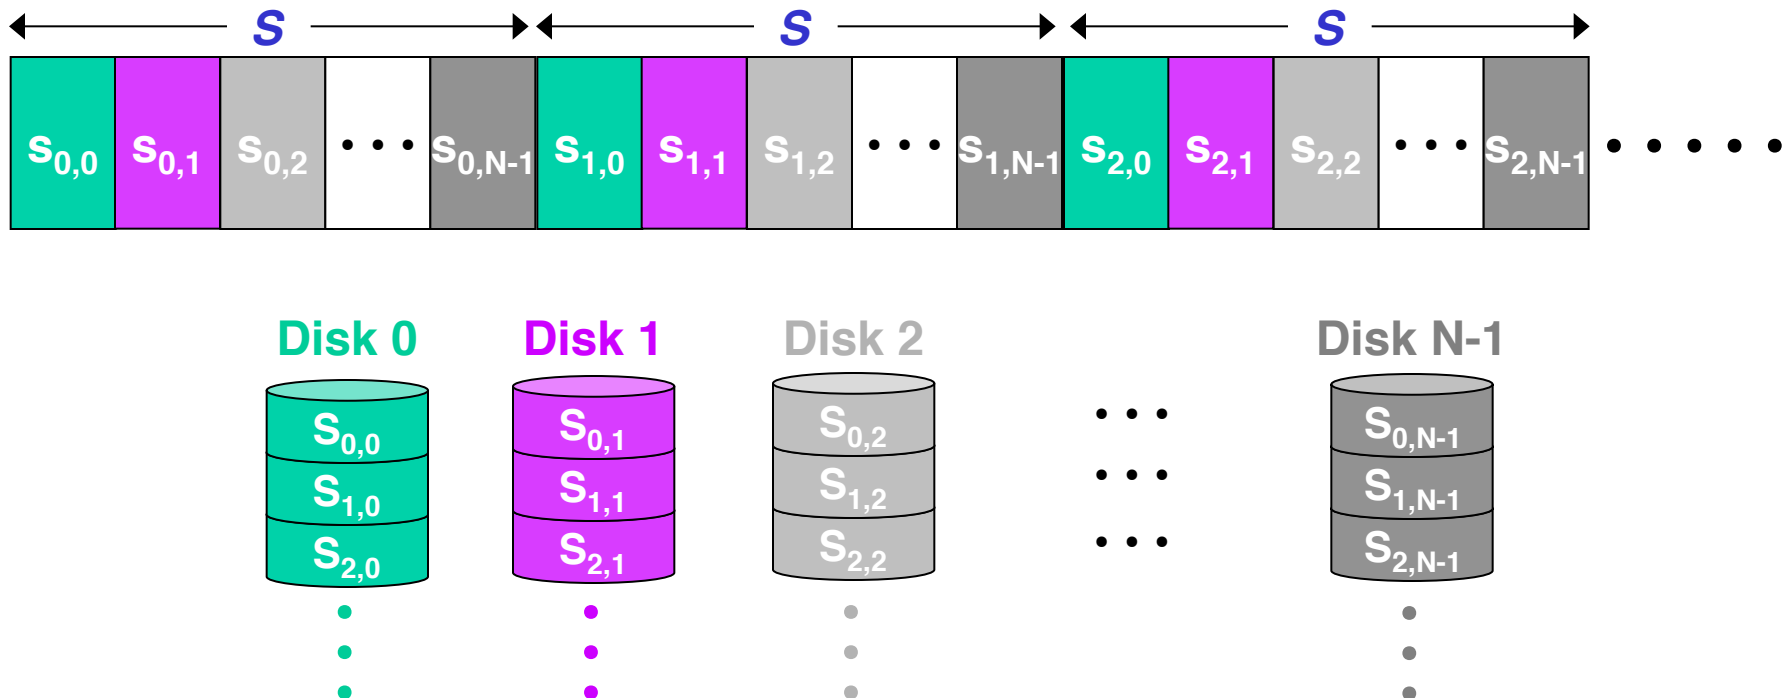 S S S
s0,0 s0,1 s0,2 • • • s0,N-1 s1,0 s1,1 s1,2 • • • s1,N-1 s2,0 s2,1 s2,2 • • • s2,N-1 • • • • •
Disk 0 Disk 1 Disk 2 Disk N-1
S0,0 S0,1 S0,2 • • • S0,N-1
S1,0 S1,1 S1,2 • • • S1,N-1
S2,0 S2,1 S2,2 • • • S2,N-1